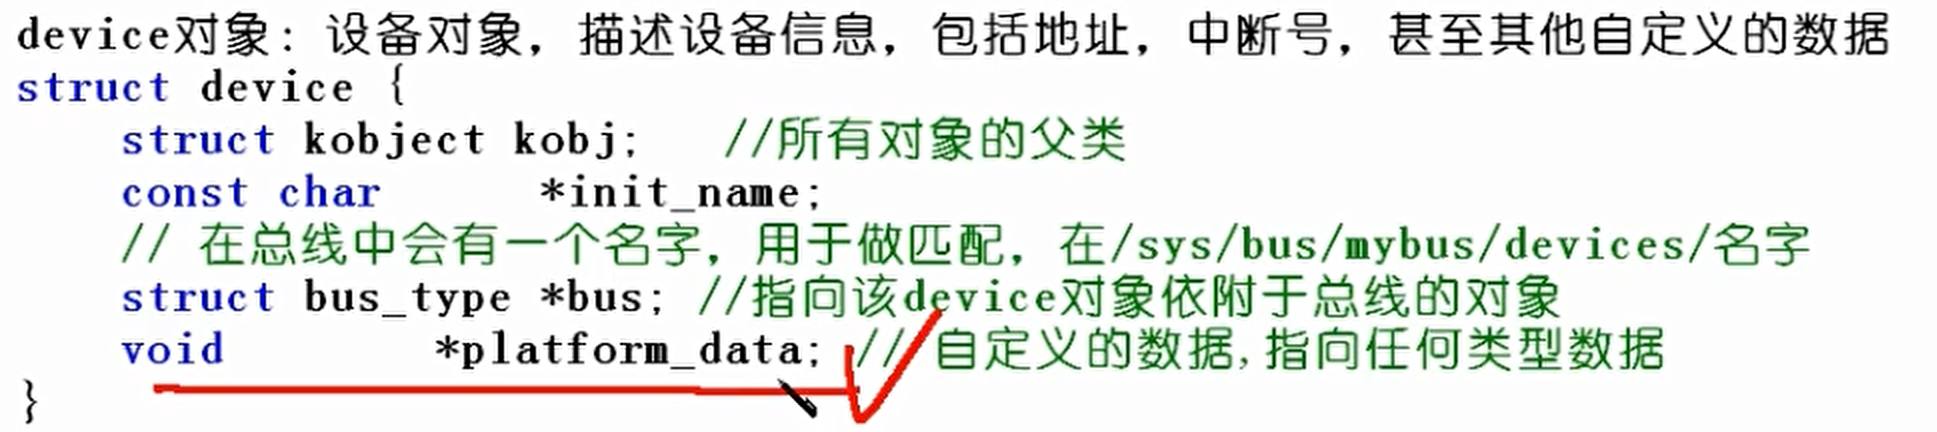 device对象: 设备对象, 描述设备信息, 包括地址, 中断号, 甚至其他自定义的数据
struct device {
    struct kobject kobj;   //所有对象的父类
    const char      *init_name;
    // 在总线中会有一个名字, 用于做匹配, 在/sys/bus/mybus/devices/名字
    struct bus_type *bus; //指向该device对象依附于总线的对象
    void        *platform_data; // 自定义的数据,指向任何类型数据
}